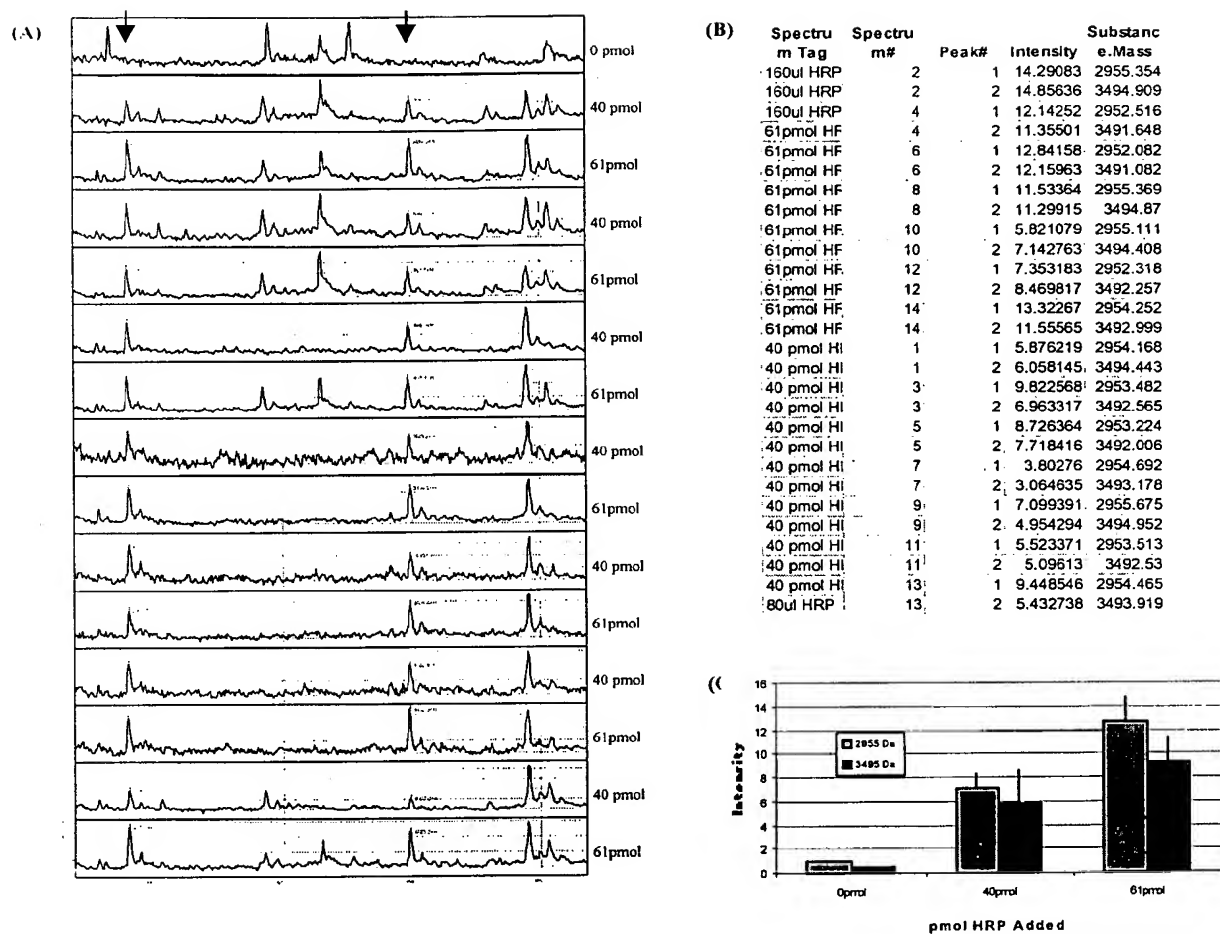 (A)
0 pmol
40 pmol
61pmol
40 pmol
61pmol
40 pmol
61pmol
40 pmol
61pmol
40 pmol
61pmol
40 pmol
61pmol
40 pmol
61pmol
(B)
Spectru Spectru Substanc
m Tag m# Peak# Intensity e.Mass
160ul HRP 2 1 14.29083 2955.354
160ul HRP 2 2 14.85636 3494.909
160ul HRP 4 1 12.14252 2952.516
61pmol HF 4 2 11.35501 3491.648
61pmol HF 6 1 12.84158 2952.082
61pmol HF 6 2 12.15963 3491.082
61pmol HF 8 1 11.53364 2955.369
61pmol HF 8 2 11.29915 3494.87
61pmol HF 10 1 5.821079 2955.111
61pmol HF 10 2 7.142763 3494.408
61pmol HF 12 1 7.353183 2952.318
61pmol HF 12 2 8.469817 3492.257
61pmol HF 14 1 13.32267 2954.252
61pmol HF 14 2 11.55565 3492.999
40 pmol HI 1 1 5.876219 2954.168
40 pmol HI 1 2 6.058145 3494.443
40 pmol HI 3 1 9.822568 2953.482
40 pmol HI 3 2 6.963317 3492.565
40 pmol HI 5 1 8.726364 2953.224
40 pmol HI 5 2 7.718416 3492.006
40 pmol HI 7 1 3.80276 2954.692
40 pmol HI 7 2 3.064635 3493.178
40 pmol HI 9 1 7.099391 2955.675
40 pmol HI 9 2 4.954294 3494.952
40 pmol HI 11 1 5.523371 2953.513
40 pmol HI 11 2 5.09613 3492.53
40 pmol HI 13 1 9.448546 2954.465
80ul HRP 13 2 5.432738 3493.919
((
16
14
12
10
8
6
4
2
0
Intensity
2955 Da
3495 Da
0pmol 40pmol 61pmol
pmol HRP Added